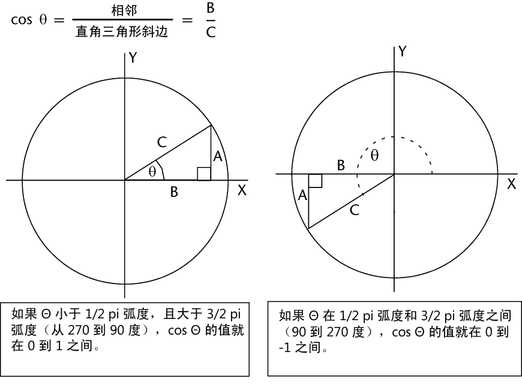 cos θ = 相邻 / 直角三角形斜边 = B / C
Y
C
A
θ
B
X
Y
B
θ
A
C
X
如果 Θ 小于 1/2 pi 弧度，且大于 3/2 pi
弧度（从 270 到 90 度），cos Θ 的值就
在 0 到 1 之间。
如果 Θ 在 1/2 pi 弧度和 3/2 pi 弧度之间
（90 到 270 度），cos Θ 的值就在 0 到
-1 之间。